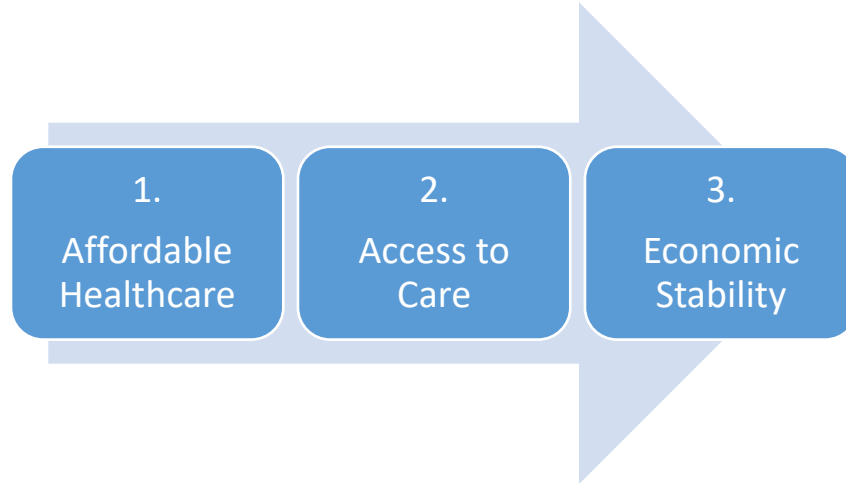 1.
Affordable
Healthcare
2.
Access to
Care
3.
Economic
Stability